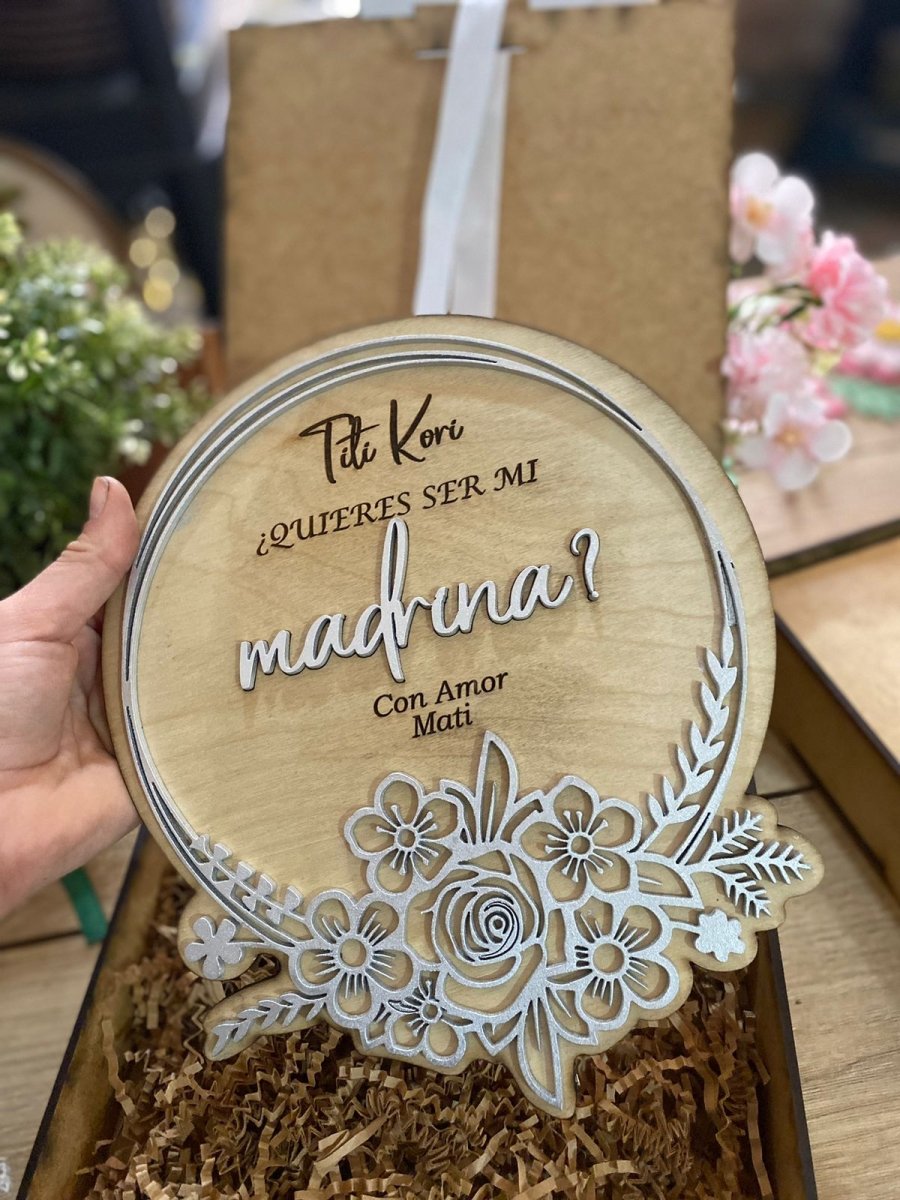 Titi Kori
¿QUIERES SER MI
madrina?
Con Amor
Mati